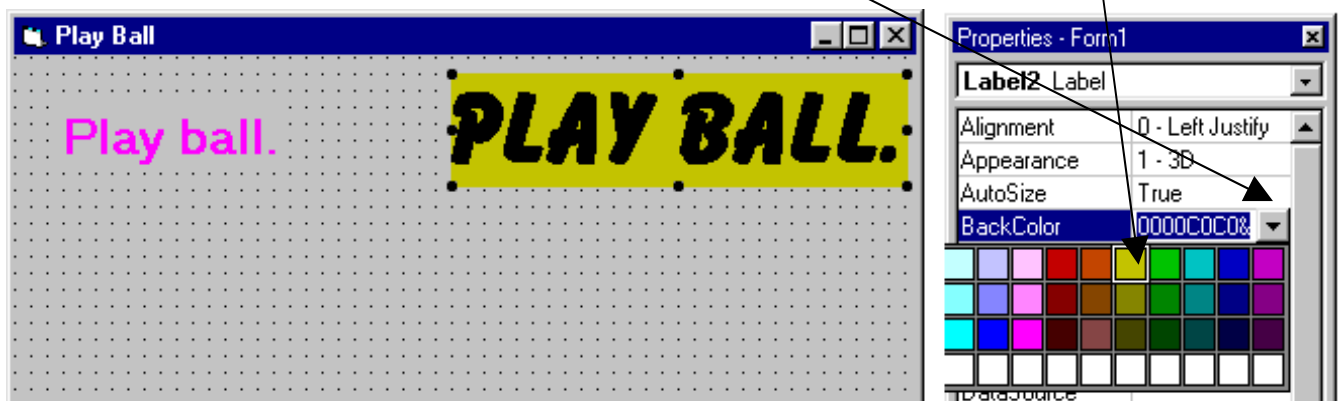 Play Ball
Play ball.
PLAY BALL.
Properties - Form1
Label2 Label
Alignment 0 - Left Justify
Appearance 1 - 3D
AutoSize True
BackColor 0000C0C0&
DataSource